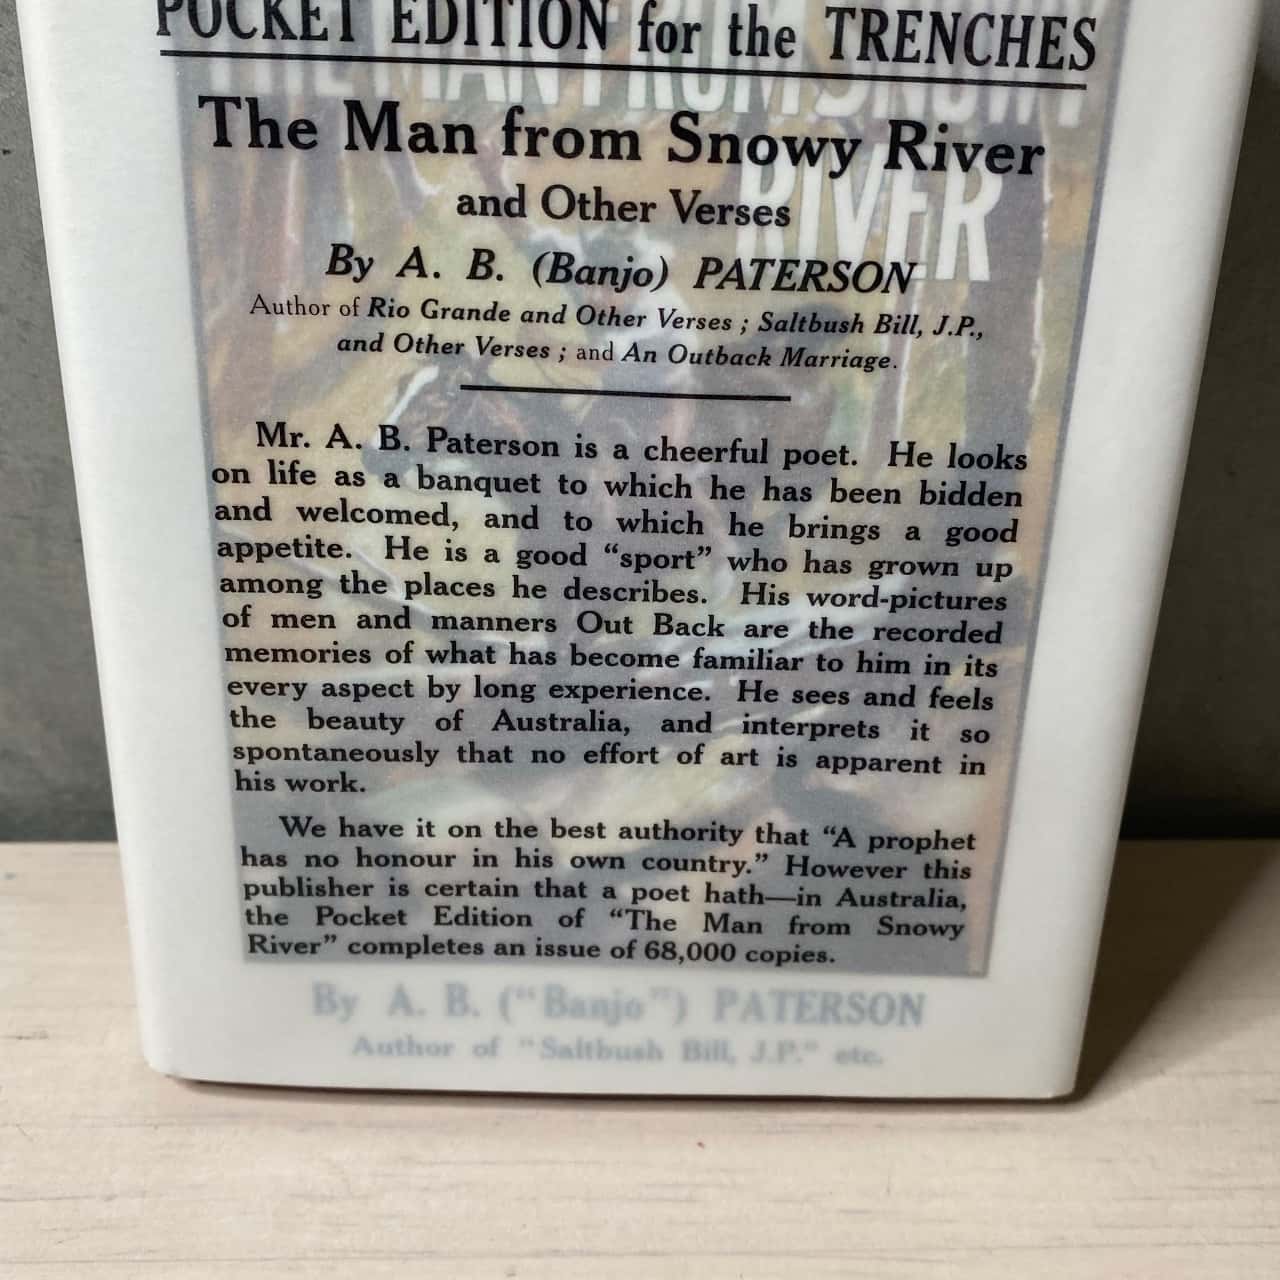 POCKET EDITION for the TRENCHES
The Man from Snowy River
and Other Verses
By A. B. (Banjo) PATERSON
Author of Rio Grande and Other Verses ; Saltbush Bill, J.P.,
and Other Verses ; and An Outback Marriage.
Mr. A. B. Paterson is a cheerful poet. He looks
on life as a banquet to which he has been bidden
and welcomed, and to which he brings a good
appetite. He is a good “sport” who has grown up
among the places he describes. His word-pictures
of men and manners Out Back are the recorded
memories of what has become familiar to him in its
every aspect by long experience. He sees and feels
the beauty of Australia, and interprets it so
spontaneously that no effort of art is apparent in
his work.
We have it on the best authority that “A prophet
has no honour in his own country.” However this
publisher is certain that a poet hath—in Australia,
the Pocket Edition of “The Man from Snowy
River” completes an issue of 68,000 copies.
THE MAN FROM SNOWY
RIVER
By A. B. (“Banjo”) PATERSON
Author of “Saltbush Bill, J.P.” etc.